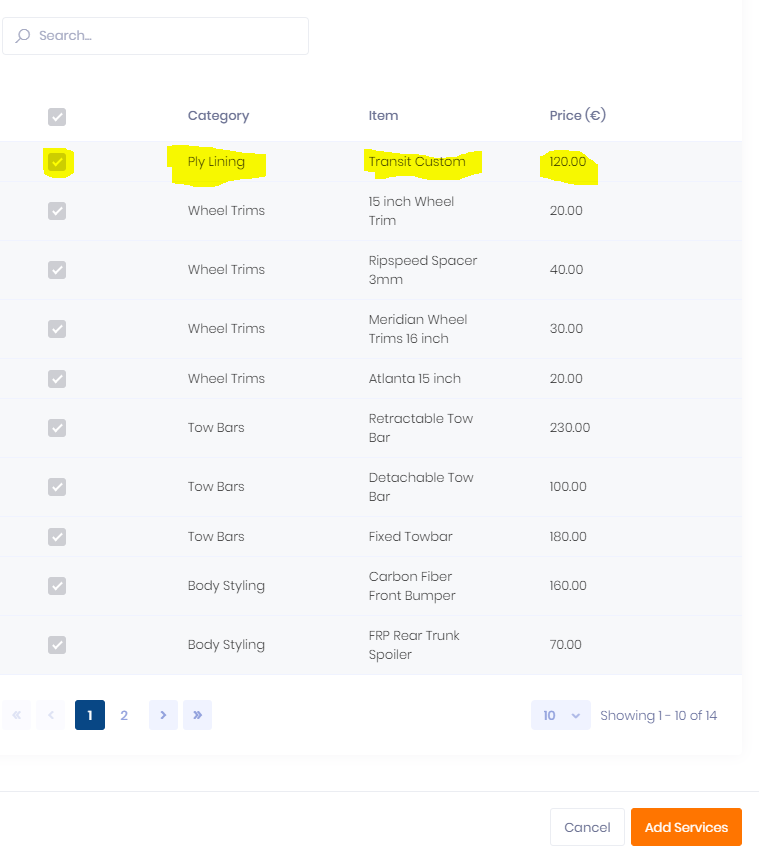 Search...
Category Item Price (€)
Ply Lining Transit Custom 120.00
Wheel Trims 15 inch Wheel 20.00
Trim
Wheel Trims Ripspeed Spacer 40.00
3mm
Wheel Trims Meridian Wheel 30.00
Trims 16 inch
Wheel Trims Atlanta 15 inch 20.00
Tow Bars Retractable Tow 230.00
Bar
Tow Bars Detachable Tow 100.00
Bar
Tow Bars Fixed Towbar 180.00
Body Styling Carbon Fiber 160.00
Front Bumper
Body Styling FRP Rear Trunk 70.00
Spoiler
« ‹ 1 2 › » 10 Showing 1 - 10 of 14
Cancel Add Services